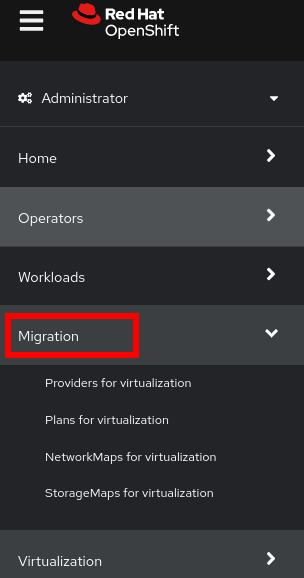 Red Hat
OpenShift
Administrator
Home
Operators
Workloads
Migration
Providers for virtualization
Plans for virtualization
NetworkMaps for virtualization
StorageMaps for virtualization
Virtualization